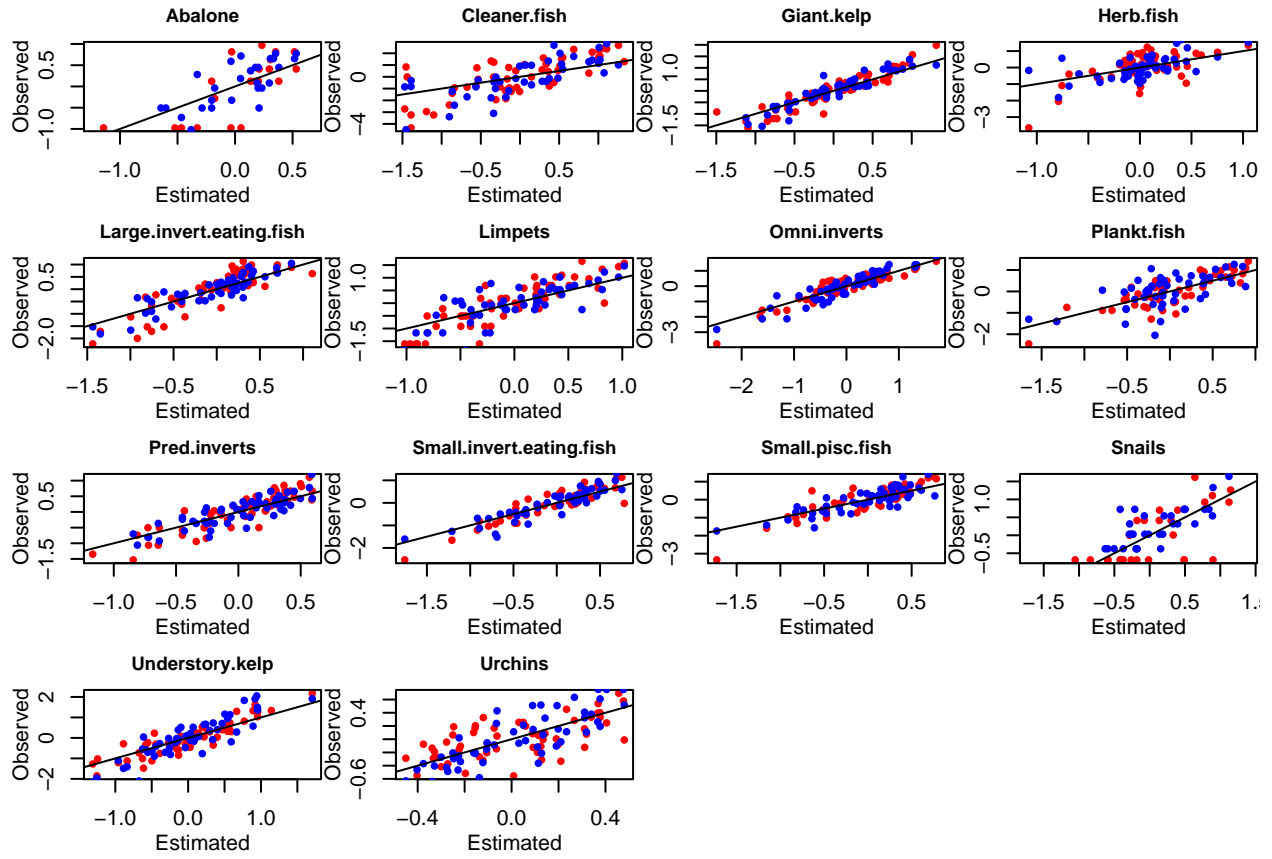 Abalone
Observed
0.5
−1.0
−1.0 0.0 0.5
Estimated
Cleaner.fish
Observed
0
−4
−1.5 −0.5 0.5
Estimated
Giant.kelp
Observed
1.0
−1.5
−1.5 −0.5 0.5
Estimated
Herb.fish
Observed
0
−3
−1.0 0.0 1.0
Estimated
Large.invert.eating.fish
Observed
0.5
−2.0
−1.5 −0.5 0.5
Estimated
Limpets
Observed
1.0
−1.5
−1.0 0.0 1.0
Estimated
Omni.inverts
Observed
0
−3
−2 −1 0 1
Estimated
Plankt.fish
Observed
0
−2
−1.5 −0.5 0.5
Estimated
Pred.inverts
Observed
0.5
−1.5
−1.0 −0.5 0.0 0.5
Estimated
Small.invert.eating.fish
Observed
0
−2
−1.5 −0.5 0.5
Estimated
Small.pisc.fish
Observed
0
−3
−1.5 −0.5 0.5
Estimated
Snails
Observed
1.0
−0.5
−1.5 −0.5 0.5 1.5
Estimated
Understory.kelp
Observed
2
0
−2
−1.0 0.0 1.0
Estimated
Urchins
Observed
0.4
−0.6
−0.4 0.0 0.4
Estimated